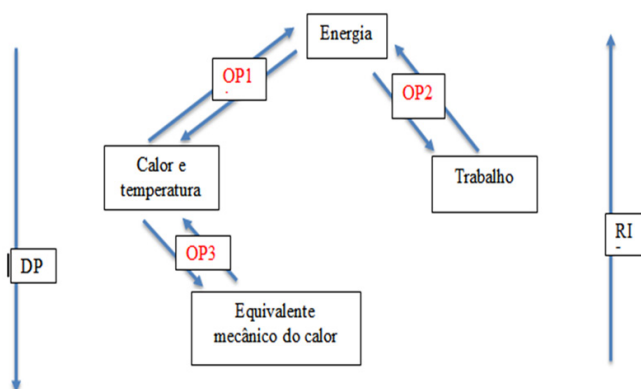 Energia
OP1
OP2
Calor e
temperatura
Trabalho
OP3
RI
DP
Equivalente
mecânico do calor